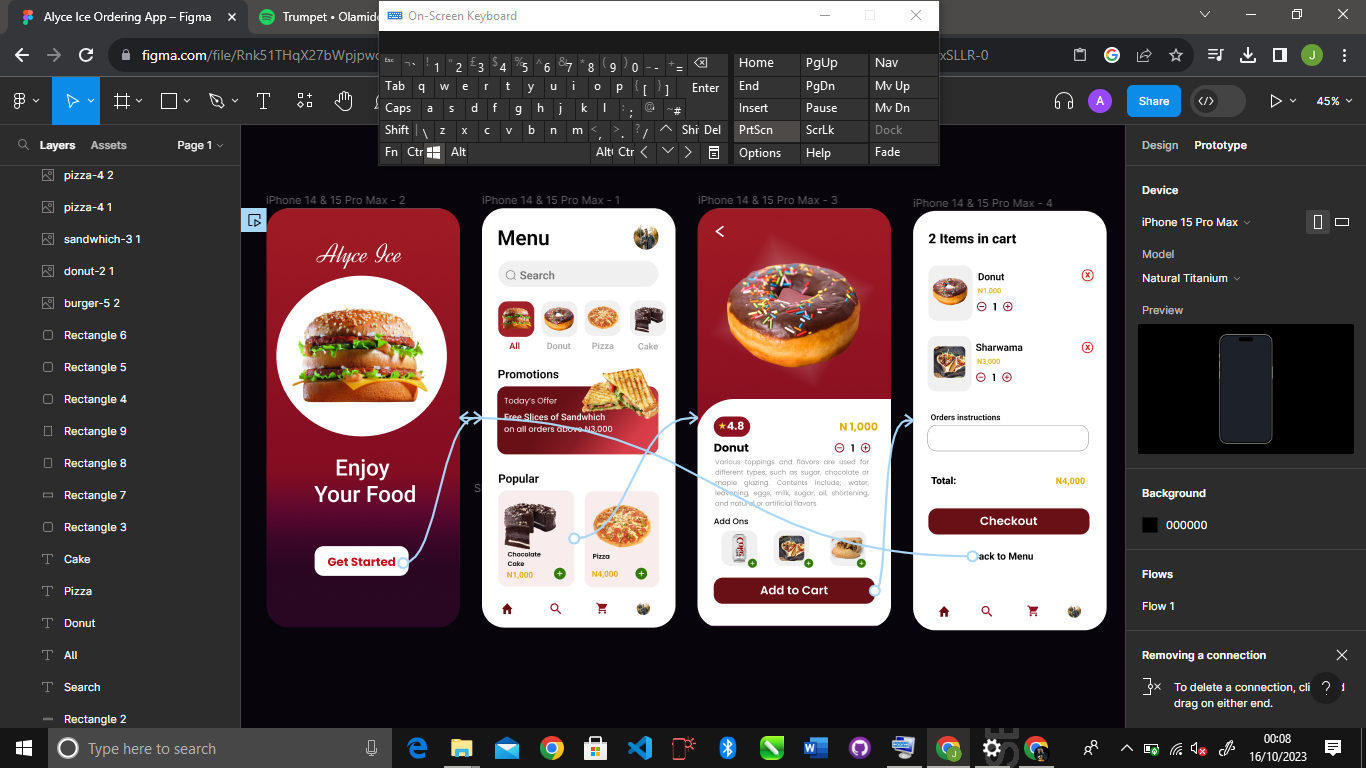 Alyce Ice Ordering App – Figma
Trumpet • Olamide
On-Screen Keyboard
figma.com/file/Rnk51THqX27bWpjpwc
xSLLR-0
J
Esc ¬ ` ! 1 " 2 £ 3 $ 4 % 5 ^ 6 & 7 * 8 ( 9 ) 0 _ - + =
Home PgUp Nav
Tab q w e r t y u i o p { [ } ] Enter
End PgDn Mv Up
Caps a s d f g h j k l : ; @ ~ #
Insert Pause Mv Dn
Shift | \ z x c v b n m < , > . ? / Shi Del
PrtScn ScrLk Dock
Fn Ctr Alt Alt Ctr
Options Help Fade
A
Share
45%
Layers
Assets
Page 1
pizza-4 2
pizza-4 1
sandwhich-3 1
donut-2 1
burger-5 2
Rectangle 6
Rectangle 5
Rectangle 4
Rectangle 9
Rectangle 8
Rectangle 7
Rectangle 3
Cake
Pizza
Donut
All
Search
Rectangle 2
iPhone 14 & 15 Pro Max - 2
Alyce Ice
Enjoy
Your Food
Get Started
iPhone 14 & 15 Pro Max - 1
Menu
Search
All
Donut
Pizza
Cake
Promotions
Today's Offer
Free Slices of Sandwhich
on all orders above N3,000
Popular
S
Chocolate
Cake
N1,000
Pizza
N4,000
iPhone 14 & 15 Pro Max - 3
4.8
N1,000
Donut
1
Various toppings and flavors are used for
different types, such as sugar, chocolate or
maple glazing. Contents include; water,
leavening, eggs, milk, sugar, oil, shortening,
and natural or artificial flavors
Add Ons
Add to Cart
iPhone 14 & 15 Pro Max - 4
2 Items in cart
Donut
N1,000
1
Sharwama
N3,000
1
Orders instructions
Total:
N4,000
Checkout
ack to Menu
Design
Prototype
Device
iPhone 15 Pro Max
Model
Natural Titanium
Preview
Background
000000
Flows
Flow 1
Removing a connection
To delete a connection, cli d
drag on either end.
?
Type here to search
00:08
16/10/2023